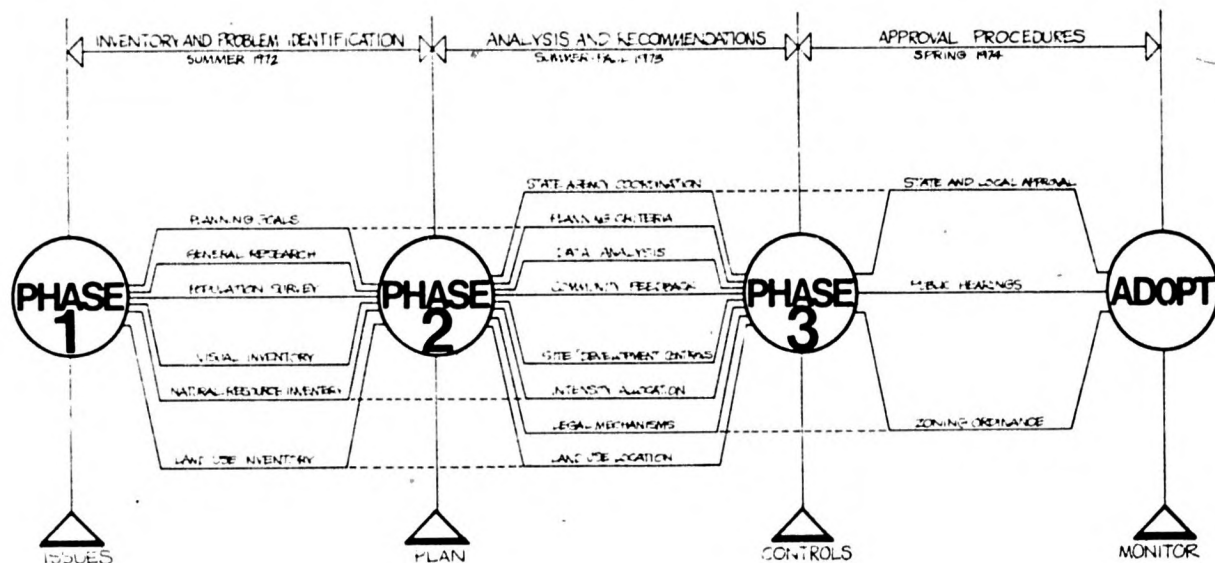 INVENTORY AND PROBLEM IDENTIFICATION
SUMMER 1972
ANALYSIS AND RECOMMENDATIONS
SUMMER-FALL 1973
APPROVAL PROCEDURES
SPRING 1974
STATE AGENCY COORDINATION
STATE AND LOCAL APPROVAL
PLANNING GOALS
PLANNING CRITERIA
GENERAL RESEARCH
DATA ANALYSIS
POPULATION SURVEY
COMMUNITY FEEDBACK
PUBLIC HEARINGS
PHASE
1
PHASE
2
PHASE
3
ADOPT
VISUAL INVENTORY
SITE DEVELOPMENT CONTROLS
NATURAL RESOURCE INVENTORY
INTENSITY ALLOCATION
LEGAL MECHANISMS
ZONING ORDINANCE
LAND USE INVENTORY
LAND USE LOCATION
ISSUES
PLAN
CONTROLS
MONITOR